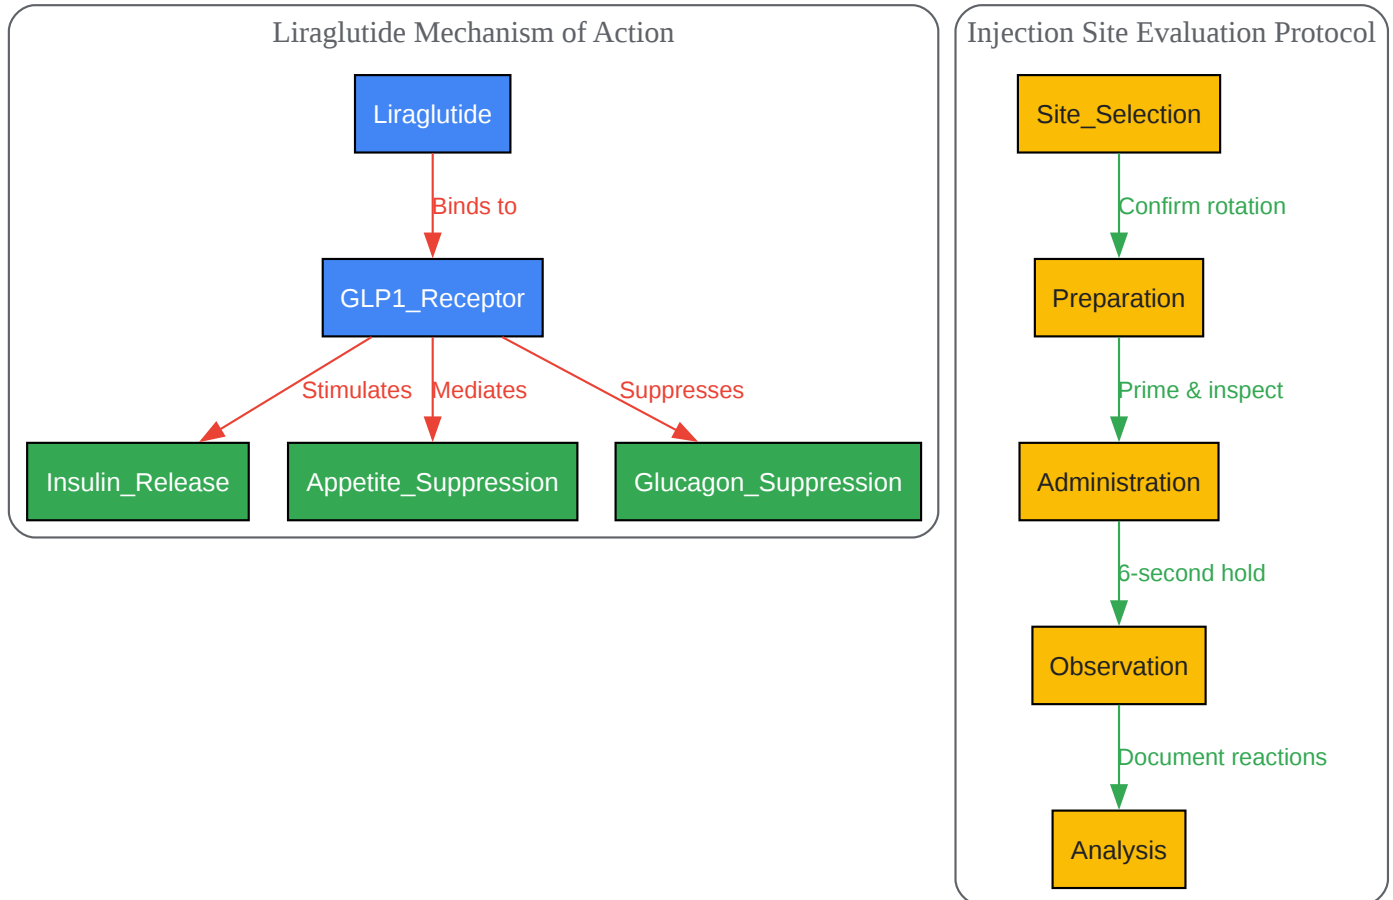 Liraglutide Mechanism of Action
Liraglutide
Binds to
GLP1_Receptor
Stimulates
Mediates
Suppresses
Insulin_Release
Appetite_Suppression
Glucagon_Suppression
Injection Site Evaluation Protocol
Site_Selection
Confirm rotation
Preparation
Prime & inspect
Administration
6-second hold
Observation
Document reactions
Analysis